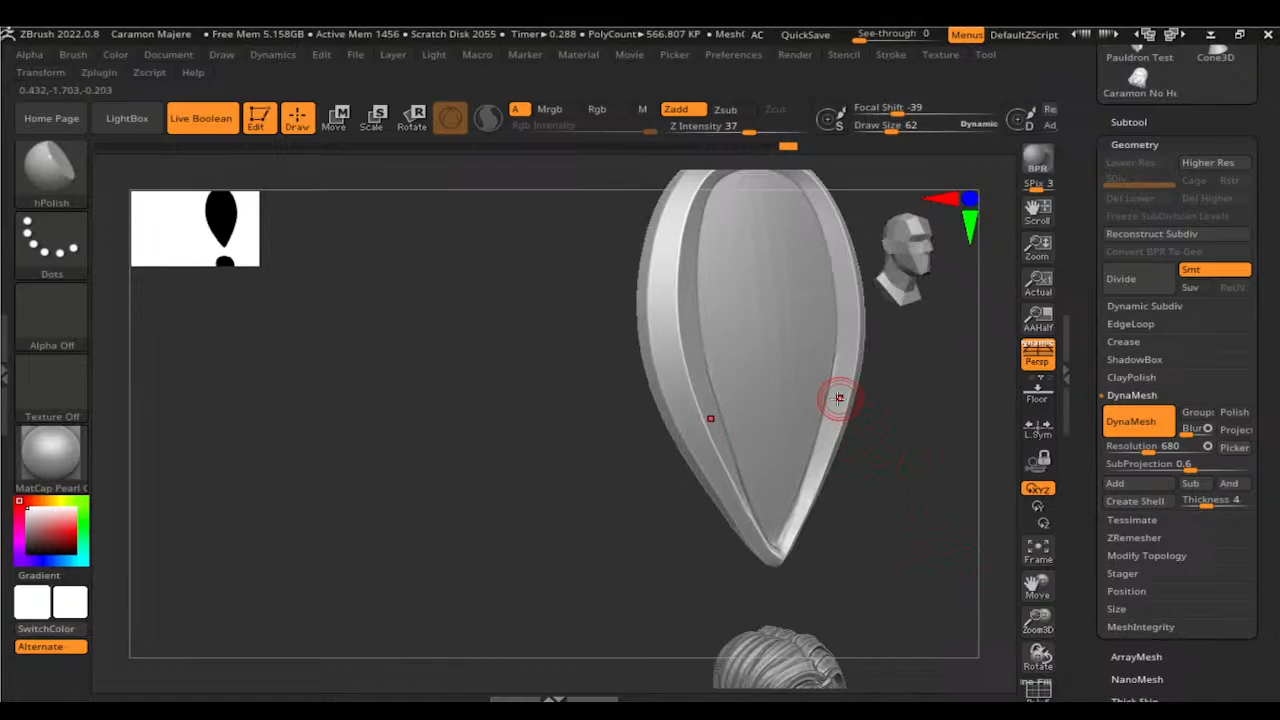 ZBrush 2022.0.8 Caramon Majere • Free Mem 5.158GB • Active Mem 1456 • Scratch Disk 2055 • Timer▶0.288 • PolyCount▶566.807 KP • Mesh( AC QuickSave See-through 0 Menus DefaultZScript
Alpha Brush Color Document Draw Dynamics Edit File Layer Light Macro Marker Material Movie Picker Preferences Render Stencil Stroke Texture Tool
Transform Zplugin Zscript Help
0.432,-1.703,-0.203
Home Page LightBox Live Boolean Edit Draw Move Scale Rotate
A Mrgb Rgb M Zadd Zsub Zcut Focal Shift -39
Rgb Intensity Z Intensity 37 Draw Size 62 Dynamic
S D Re
Ad
hPolish
Dots
Alpha Off
Texture Off
MatCap Pearl C
Gradient
SwitchColor
Alternate
BPR
SPix 3
Scroll
Zoom
Actual
AAHalf
Persp
Floor
L.Sym
XYZ
Y
Z
Frame
Move
Zoom3D
Rotate
Pauldron Test Cone3D
Caramon No He
Subtool
Geometry
Lower Res Higher Res
SDiv Cage Rstr
Del Lower Del Higher
Freeze SubDivision Levels
Reconstruct Subdiv
Convert BPR To Geo
Divide Smt
Suv ReUV
Dynamic Subdiv
EdgeLoop
Crease
ShadowBox
ClayPolish
DynaMesh
DynaMesh Groups Polish
Blur Project
Resolution 680 Picker
SubProjection 0.6
Add Sub And
Create Shell Thickness 4
Tessimate
ZRemesher
Modify Topology
Stager
Position
Size
MeshIntegrity
ArrayMesh
NanoMesh